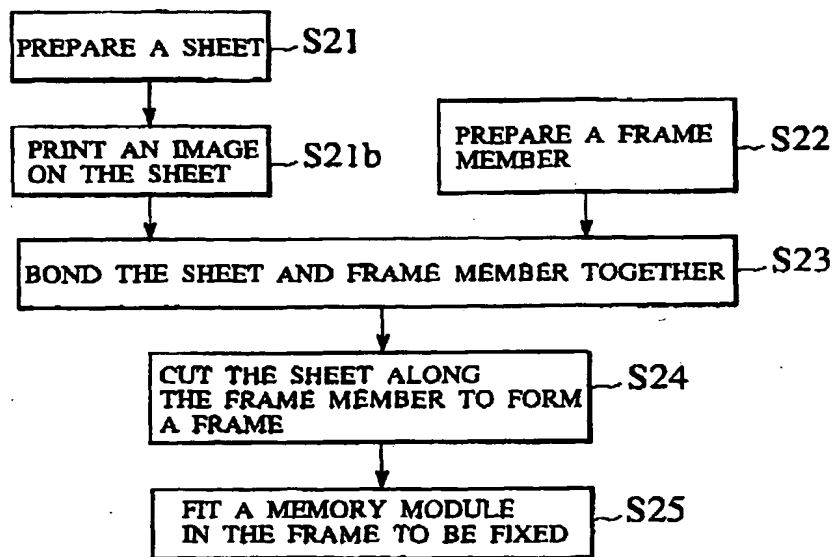 PREPARE A SHEET
S21
PRINT AN IMAGE
ON THE SHEET
S21b
PREPARE A FRAME
MEMBER
S22
BOND THE SHEET AND FRAME MEMBER TOGETHER
S23
CUT THE SHEET ALONG
THE FRAME MEMBER TO FORM
A FRAME
S24
FIT A MEMORY MODULE
IN THE FRAME TO BE FIXED
S25